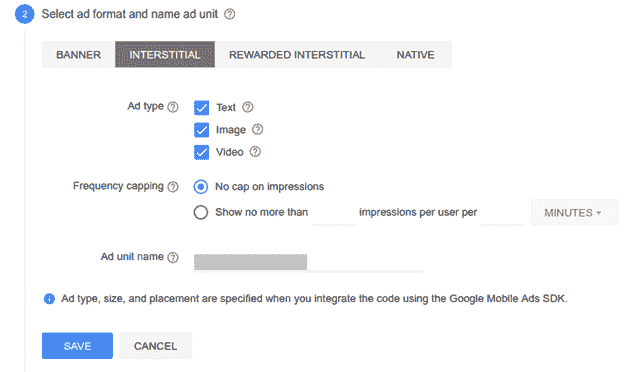 2 Select ad format and name ad unit ?
BANNER INTERSTITIAL REWARDED INTERSTITIAL NATIVE
Ad type ? Text ?
Image ?
Video ?
Frequency capping ? No cap on impressions
Show no more than impressions per user per MINUTES
Ad unit name ?
i Ad type, size, and placement are specified when you integrate the code using the Google Mobile Ads SDK.
SAVE CANCEL